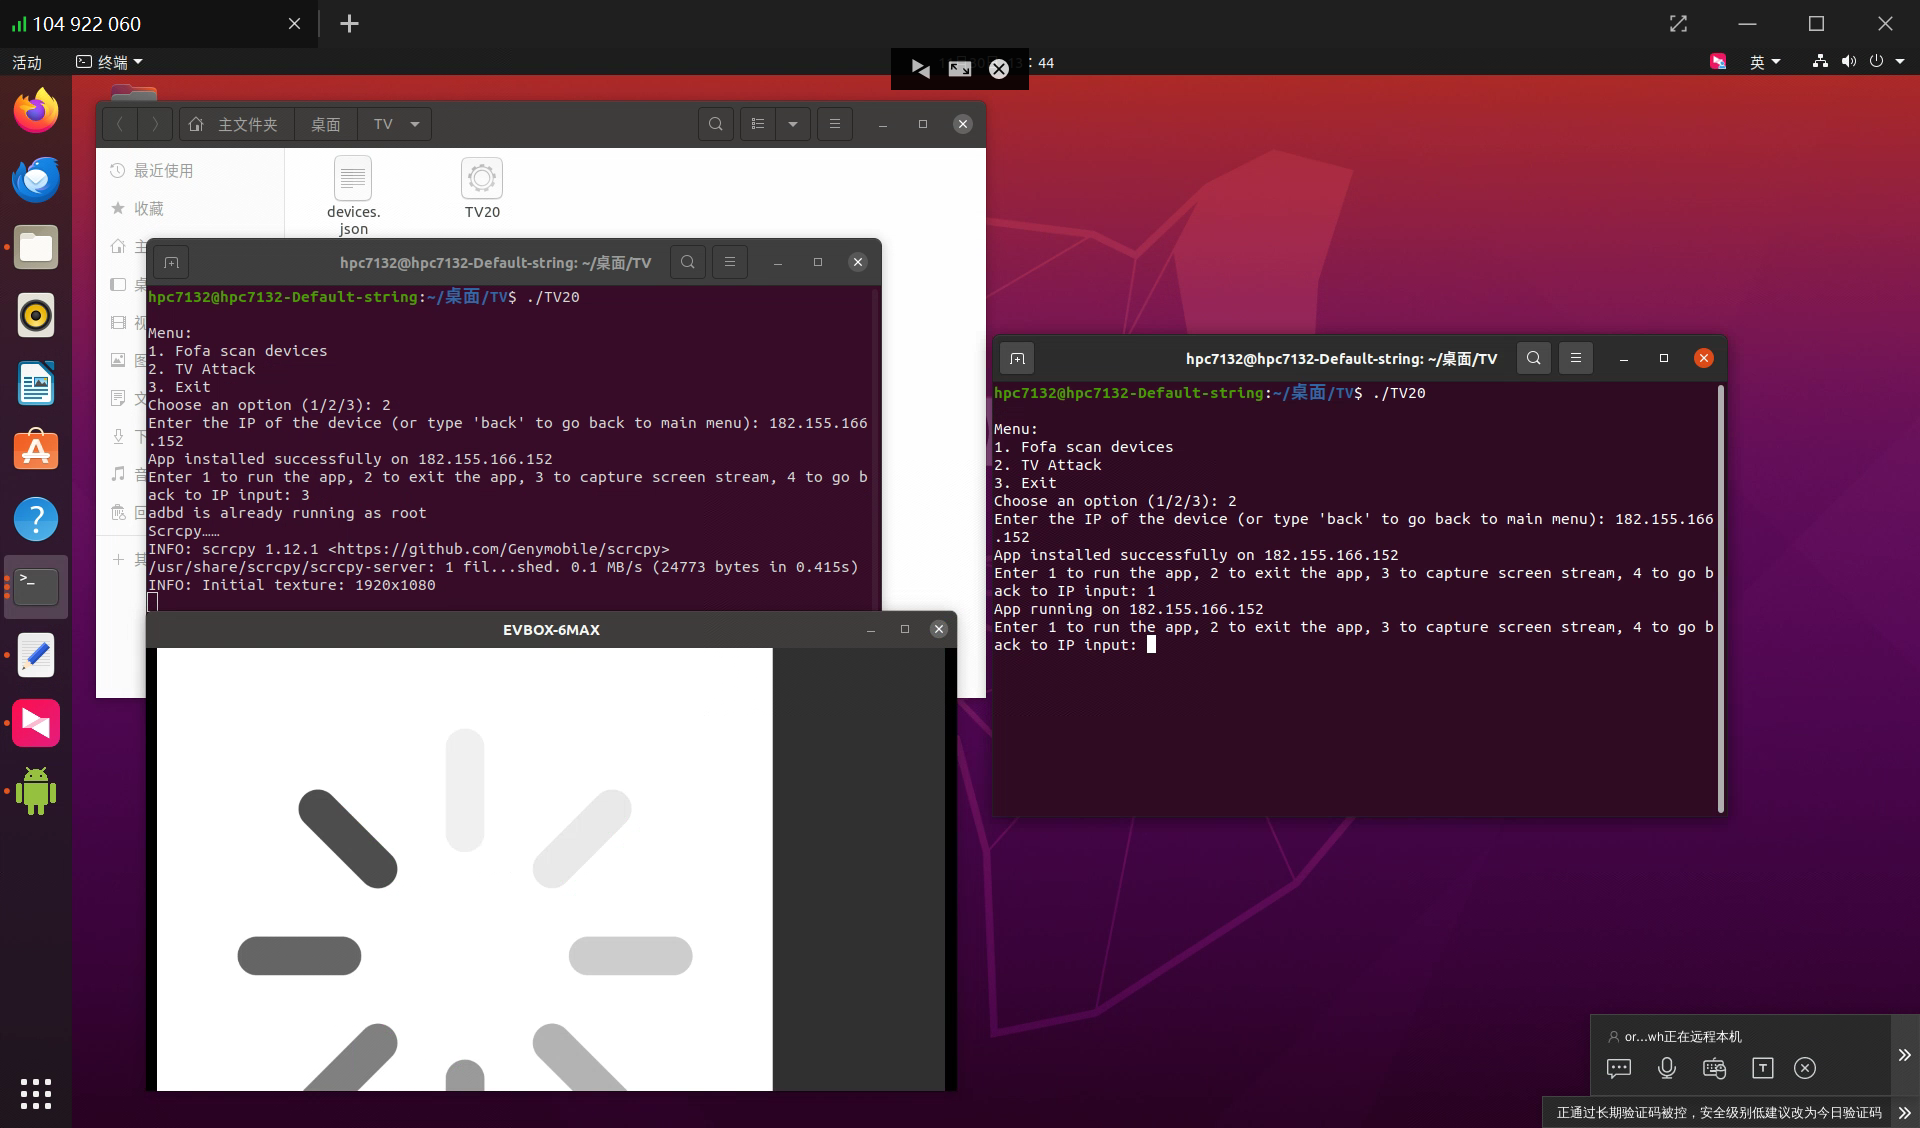 104 922 060
活动
终端
: 44
英
主文件夹
桌面
TV
最近使用
收藏
devices.
json
TV20
hpc7132@hpc7132-Default-string: ~/桌面/TV
hpc7132@hpc7132-Default-string:~/桌面/TV$ ./TV20
Menu:
1. Fofa scan devices
2. TV Attack
3. Exit
Choose an option (1/2/3): 2
Enter the IP of the device (or type 'back' to go back to main menu): 182.155.166
.152
App installed successfully on 182.155.166.152
Enter 1 to run the app, 2 to exit the app, 3 to capture screen stream, 4 to go b
ack to IP input: 3
adbd is already running as root
Scrcpy……
INFO: scrcpy 1.12.1 <https://github.com/Genymobile/scrcpy>
/usr/share/scrcpy/scrcpy-server: 1 fil...shed. 0.1 MB/s (24773 bytes in 0.415s)
INFO: Initial texture: 1920x1080
EVBOX-6MAX
hpc7132@hpc7132-Default-string: ~/桌面/TV
hpc7132@hpc7132-Default-string:~/桌面/TV$ ./TV20
Menu:
1. Fofa scan devices
2. TV Attack
3. Exit
Choose an option (1/2/3): 2
Enter the IP of the device (or type 'back' to go back to main menu): 182.155.166
.152
App installed successfully on 182.155.166.152
Enter 1 to run the app, 2 to exit the app, 3 to capture screen stream, 4 to go b
ack to IP input: 1
App running on 182.155.166.152
Enter 1 to run the app, 2 to exit the app, 3 to capture screen stream, 4 to go b
ack to IP input:
or...wh正在远程本机
正通过长期验证码被控，安全级别低建议改为今日验证码